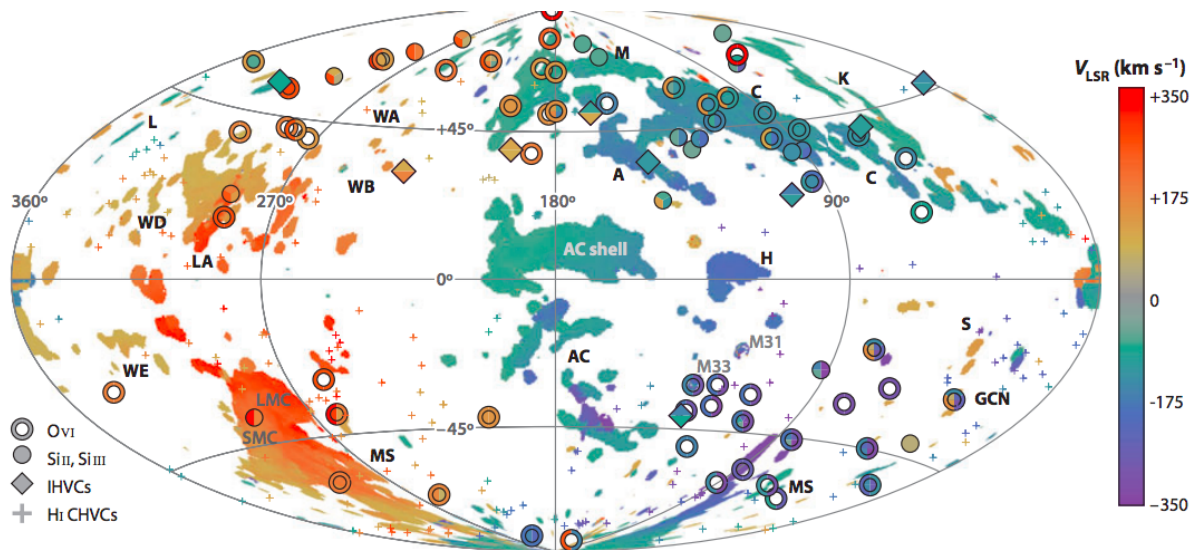 M
K
V_LSR (km s⁻¹)
+350
C
L
WA
+45°
WB
A
C
+175
360°
WD
270°
180°
90°
LA
AC shell
H
0°
0
M31
S
WE
AC
M33
LMC
GCN
-175
O VI
SMC
-45°
Si II, Si III
MS
MS
IHVCs
H I CHVCs
-350